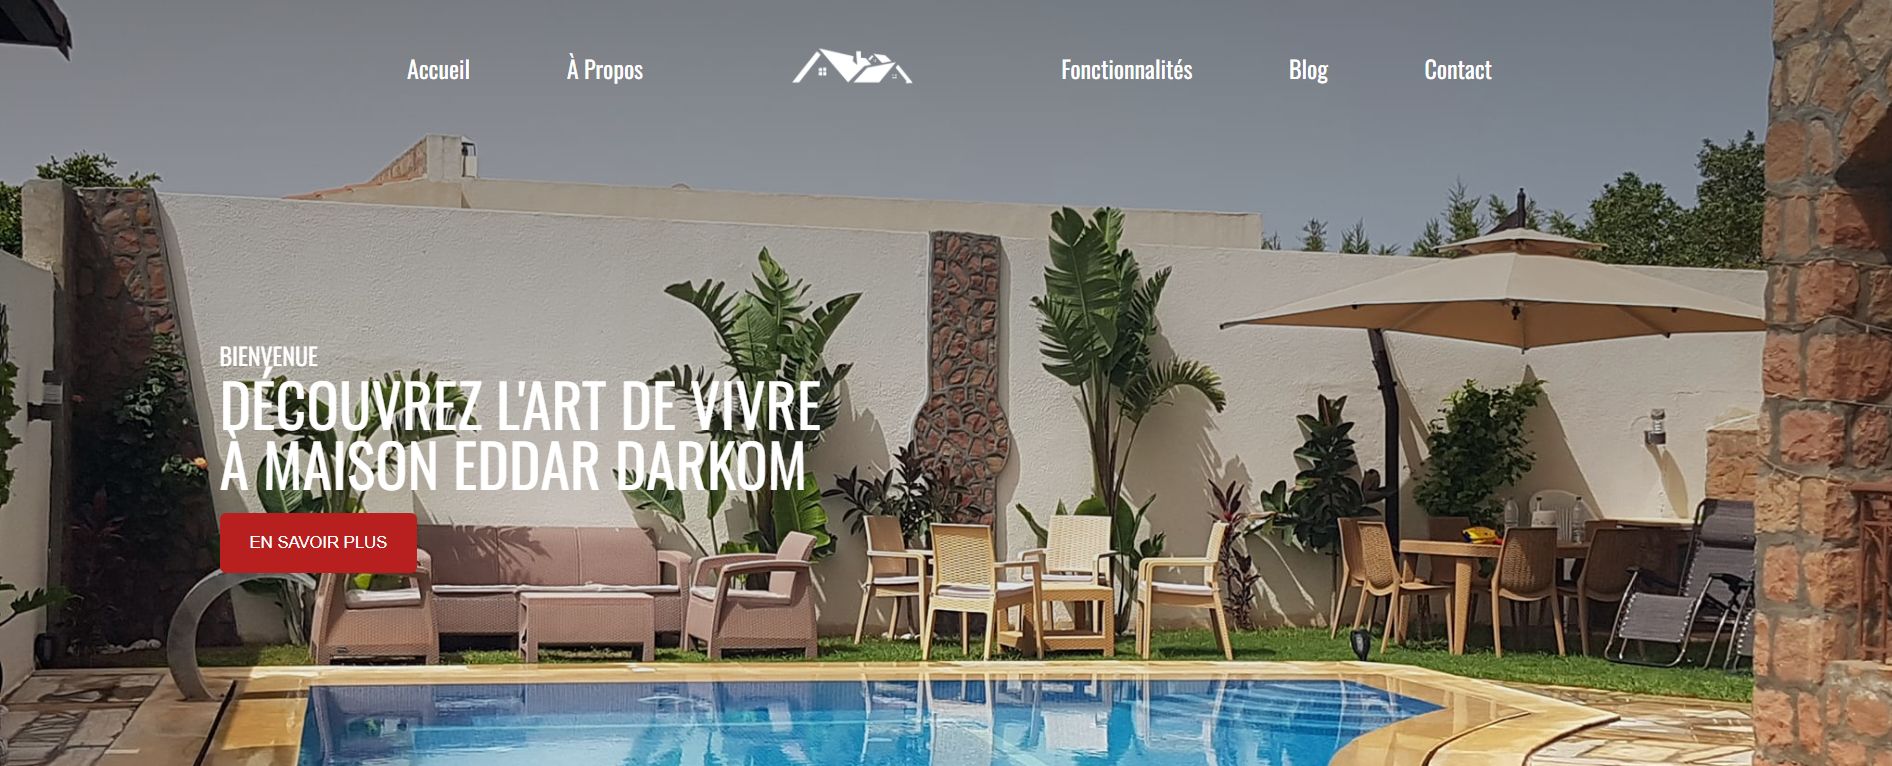 Accueil
À Propos
Fonctionnalités
Blog
Contact
BIENVENUE
DÉCOUVREZ L'ART DE VIVRE
À MAISON EDDAR DARKOM
EN SAVOIR PLUS